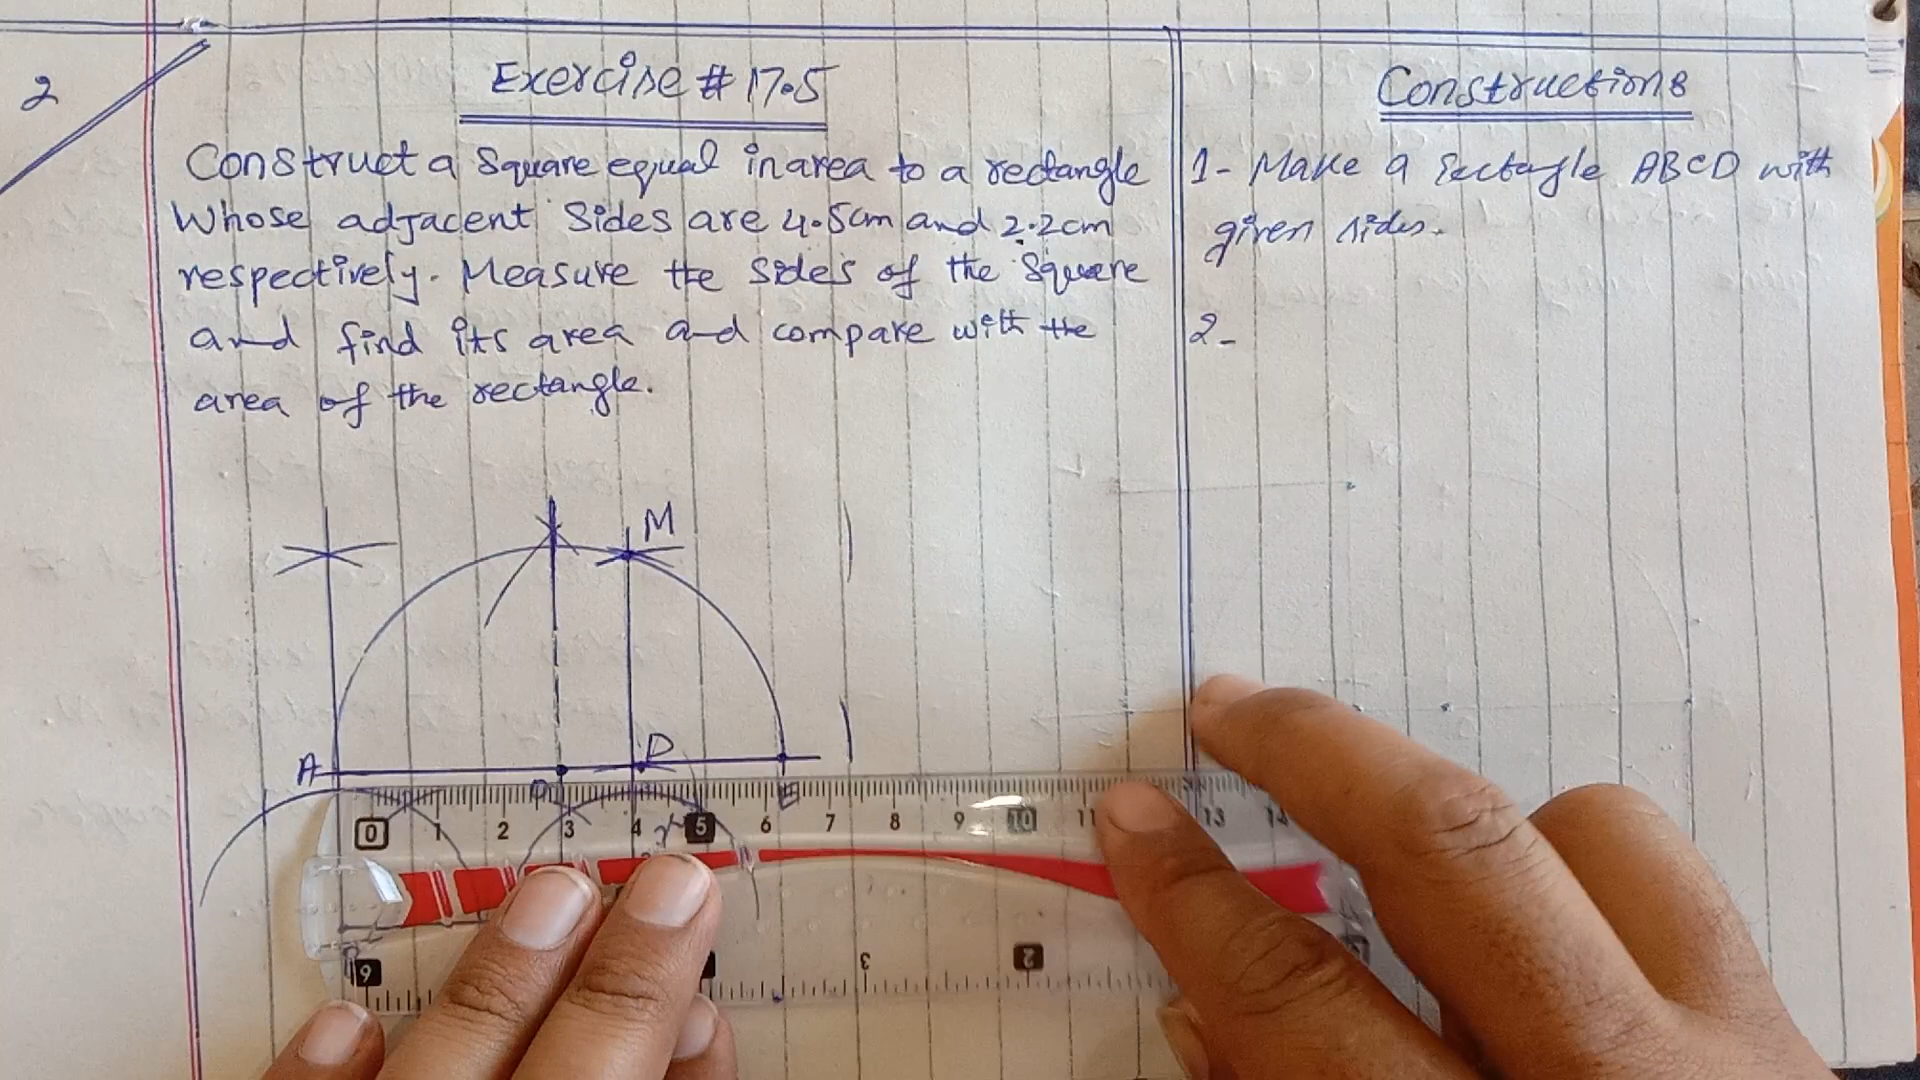 2
Exercise # 17.5
Construct a Square equal in area to a rectangle
Whose adjacent Sides are 4.5cm and 2.2cm
respectively. Measure the sides of the Square
and find its area and compare with the
area of the rectangle.
Constructions
1- Make a rectangle ABCD with
given sides.
2-
M
A
D
E
0 1 2 3 4 5 6 7 8 9 10 11 13 14
6 3 2